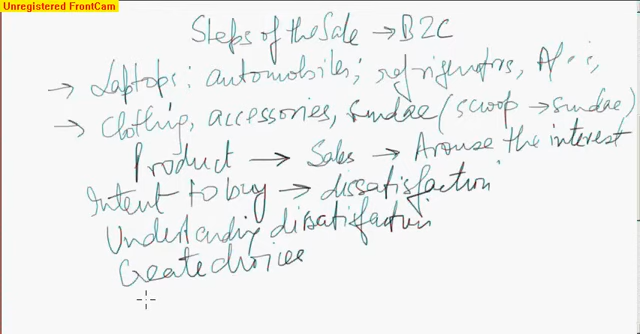 Unregistered FrontCam
Steps of the Sale → B2C
→ Laptops; automobiles; refrigerators, A/c's,
→ Clothing, accessories, sundae (scoop → sundae)
Product → Sales → Arouse the interest
Intent to buy → dissatisfaction
Understanding dissatisfaction
Create choices